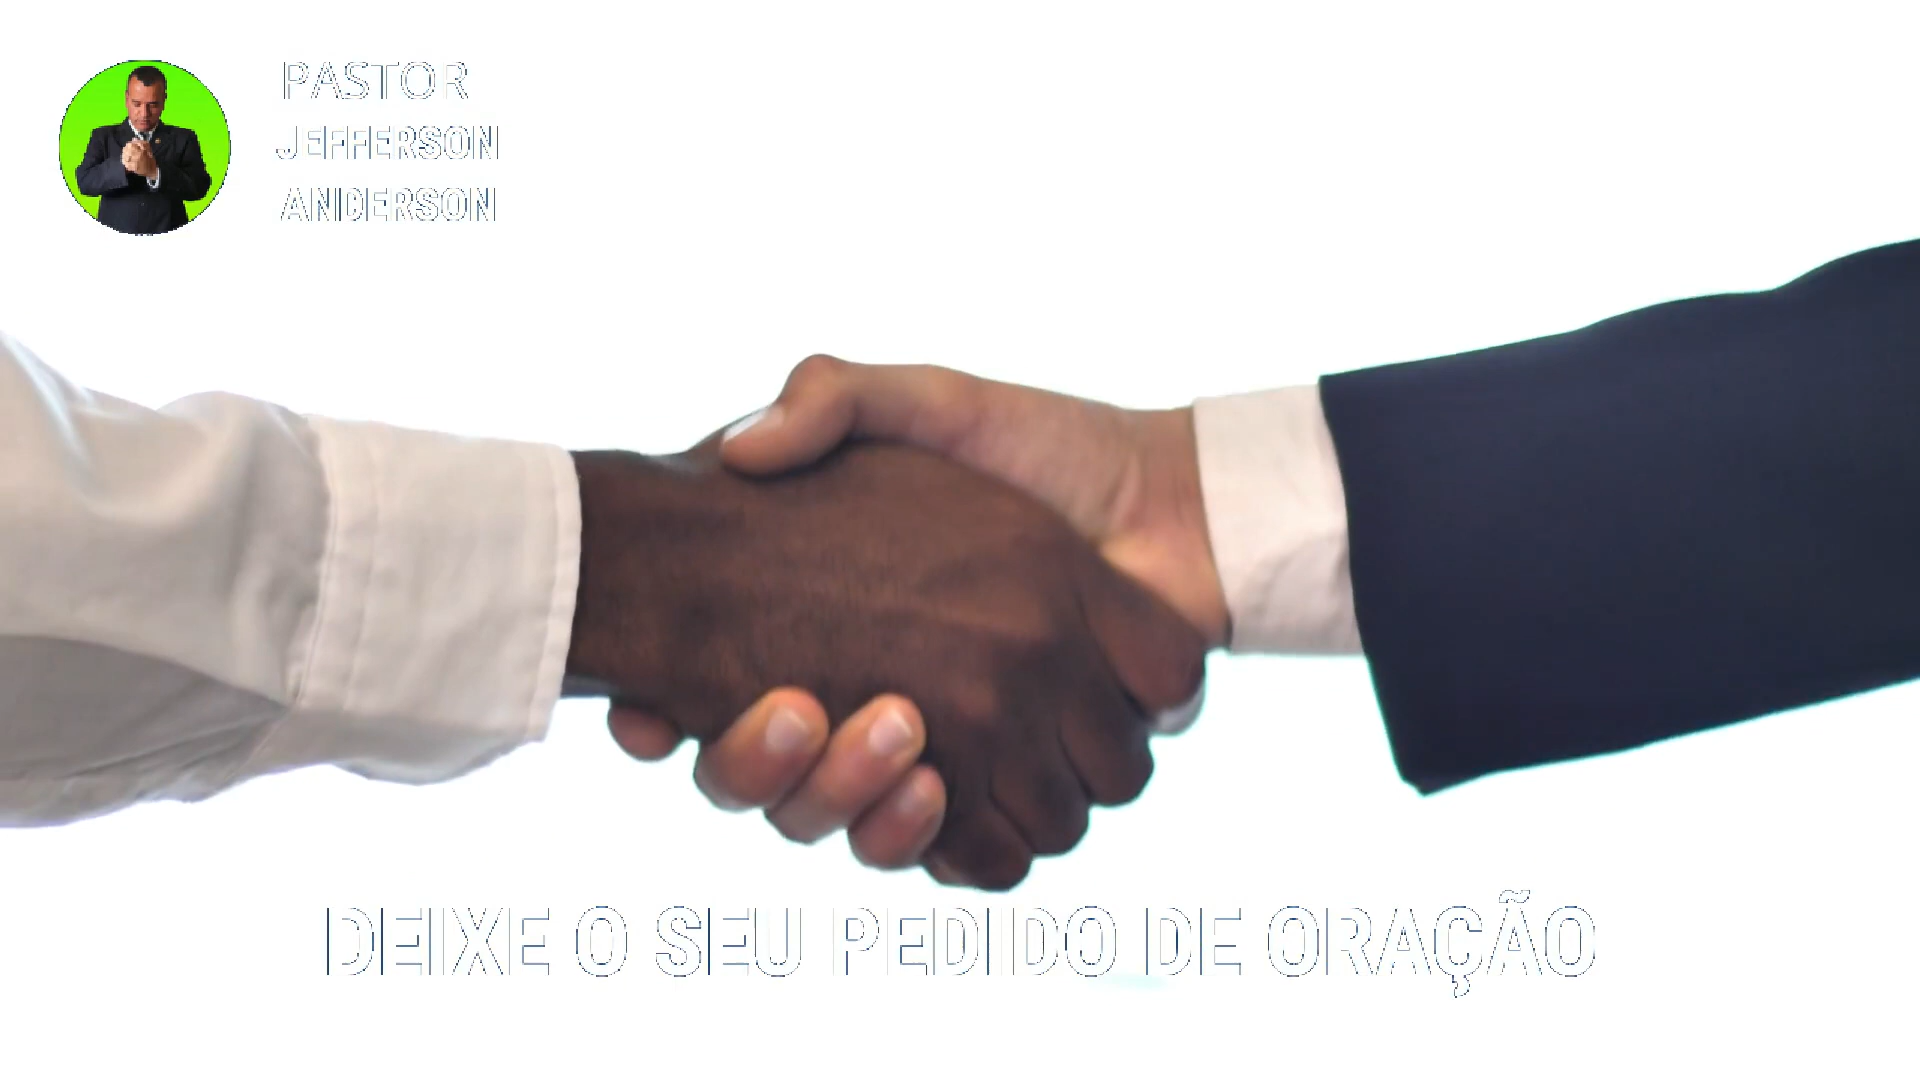 PASTOR
JEFFERSON
ANDERSON
DEIXE O SEU PEDIDO DE ORAÇÃO